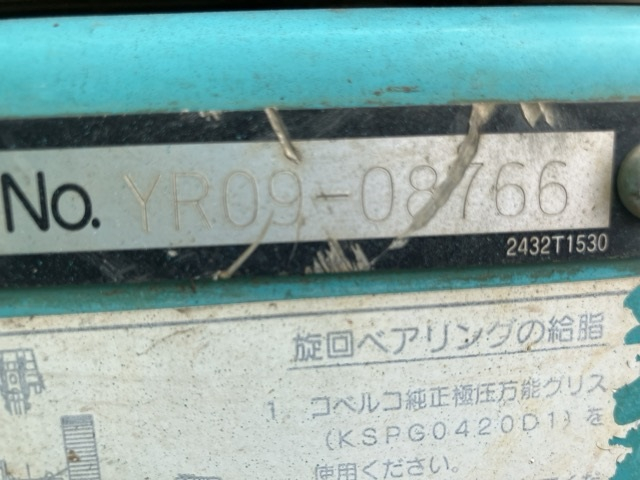 No. YR09-08766
2432T1530
旋回ベアリングの給脂
1. コベルコ純正極圧万能グリス
(KSPG0420D1)を
使用ください。